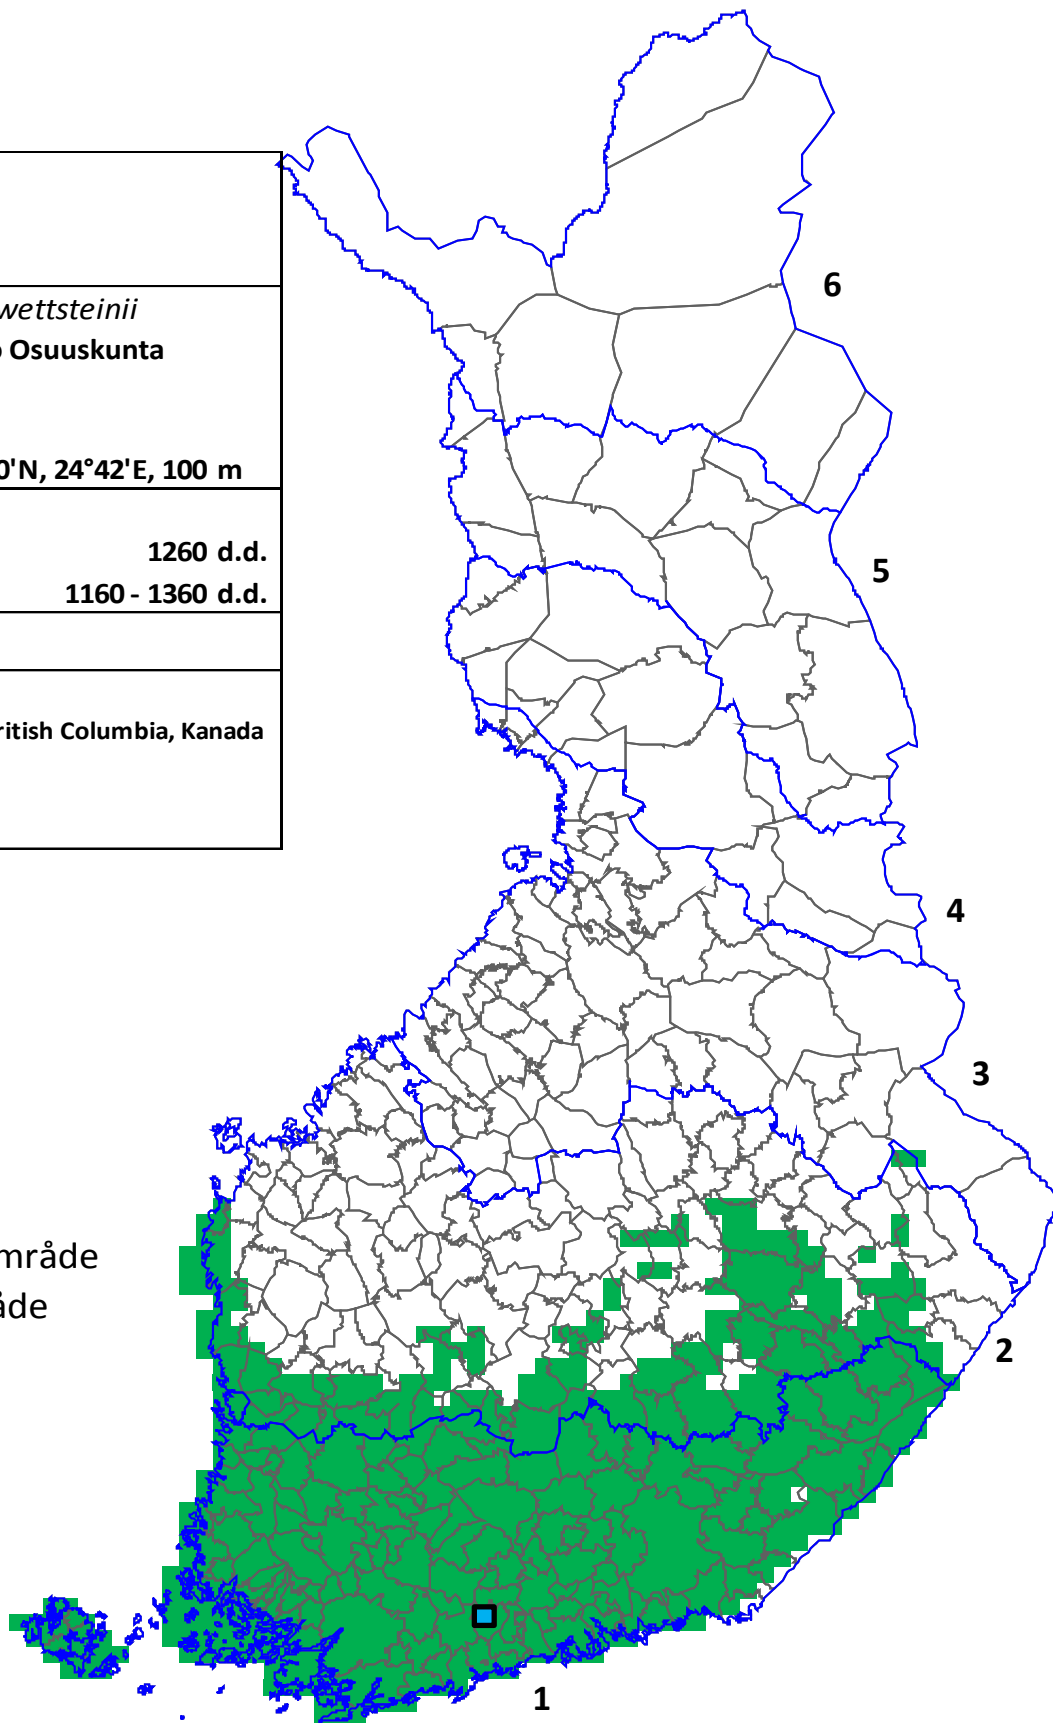 wettsteinii
Osuuskunta
0'N, 24°42'E, 100 m
1260 d.d.
1160 - 1360 d.d.
ritish Columbia, Kanada
mråde
åde
6
5
4
3
2
1